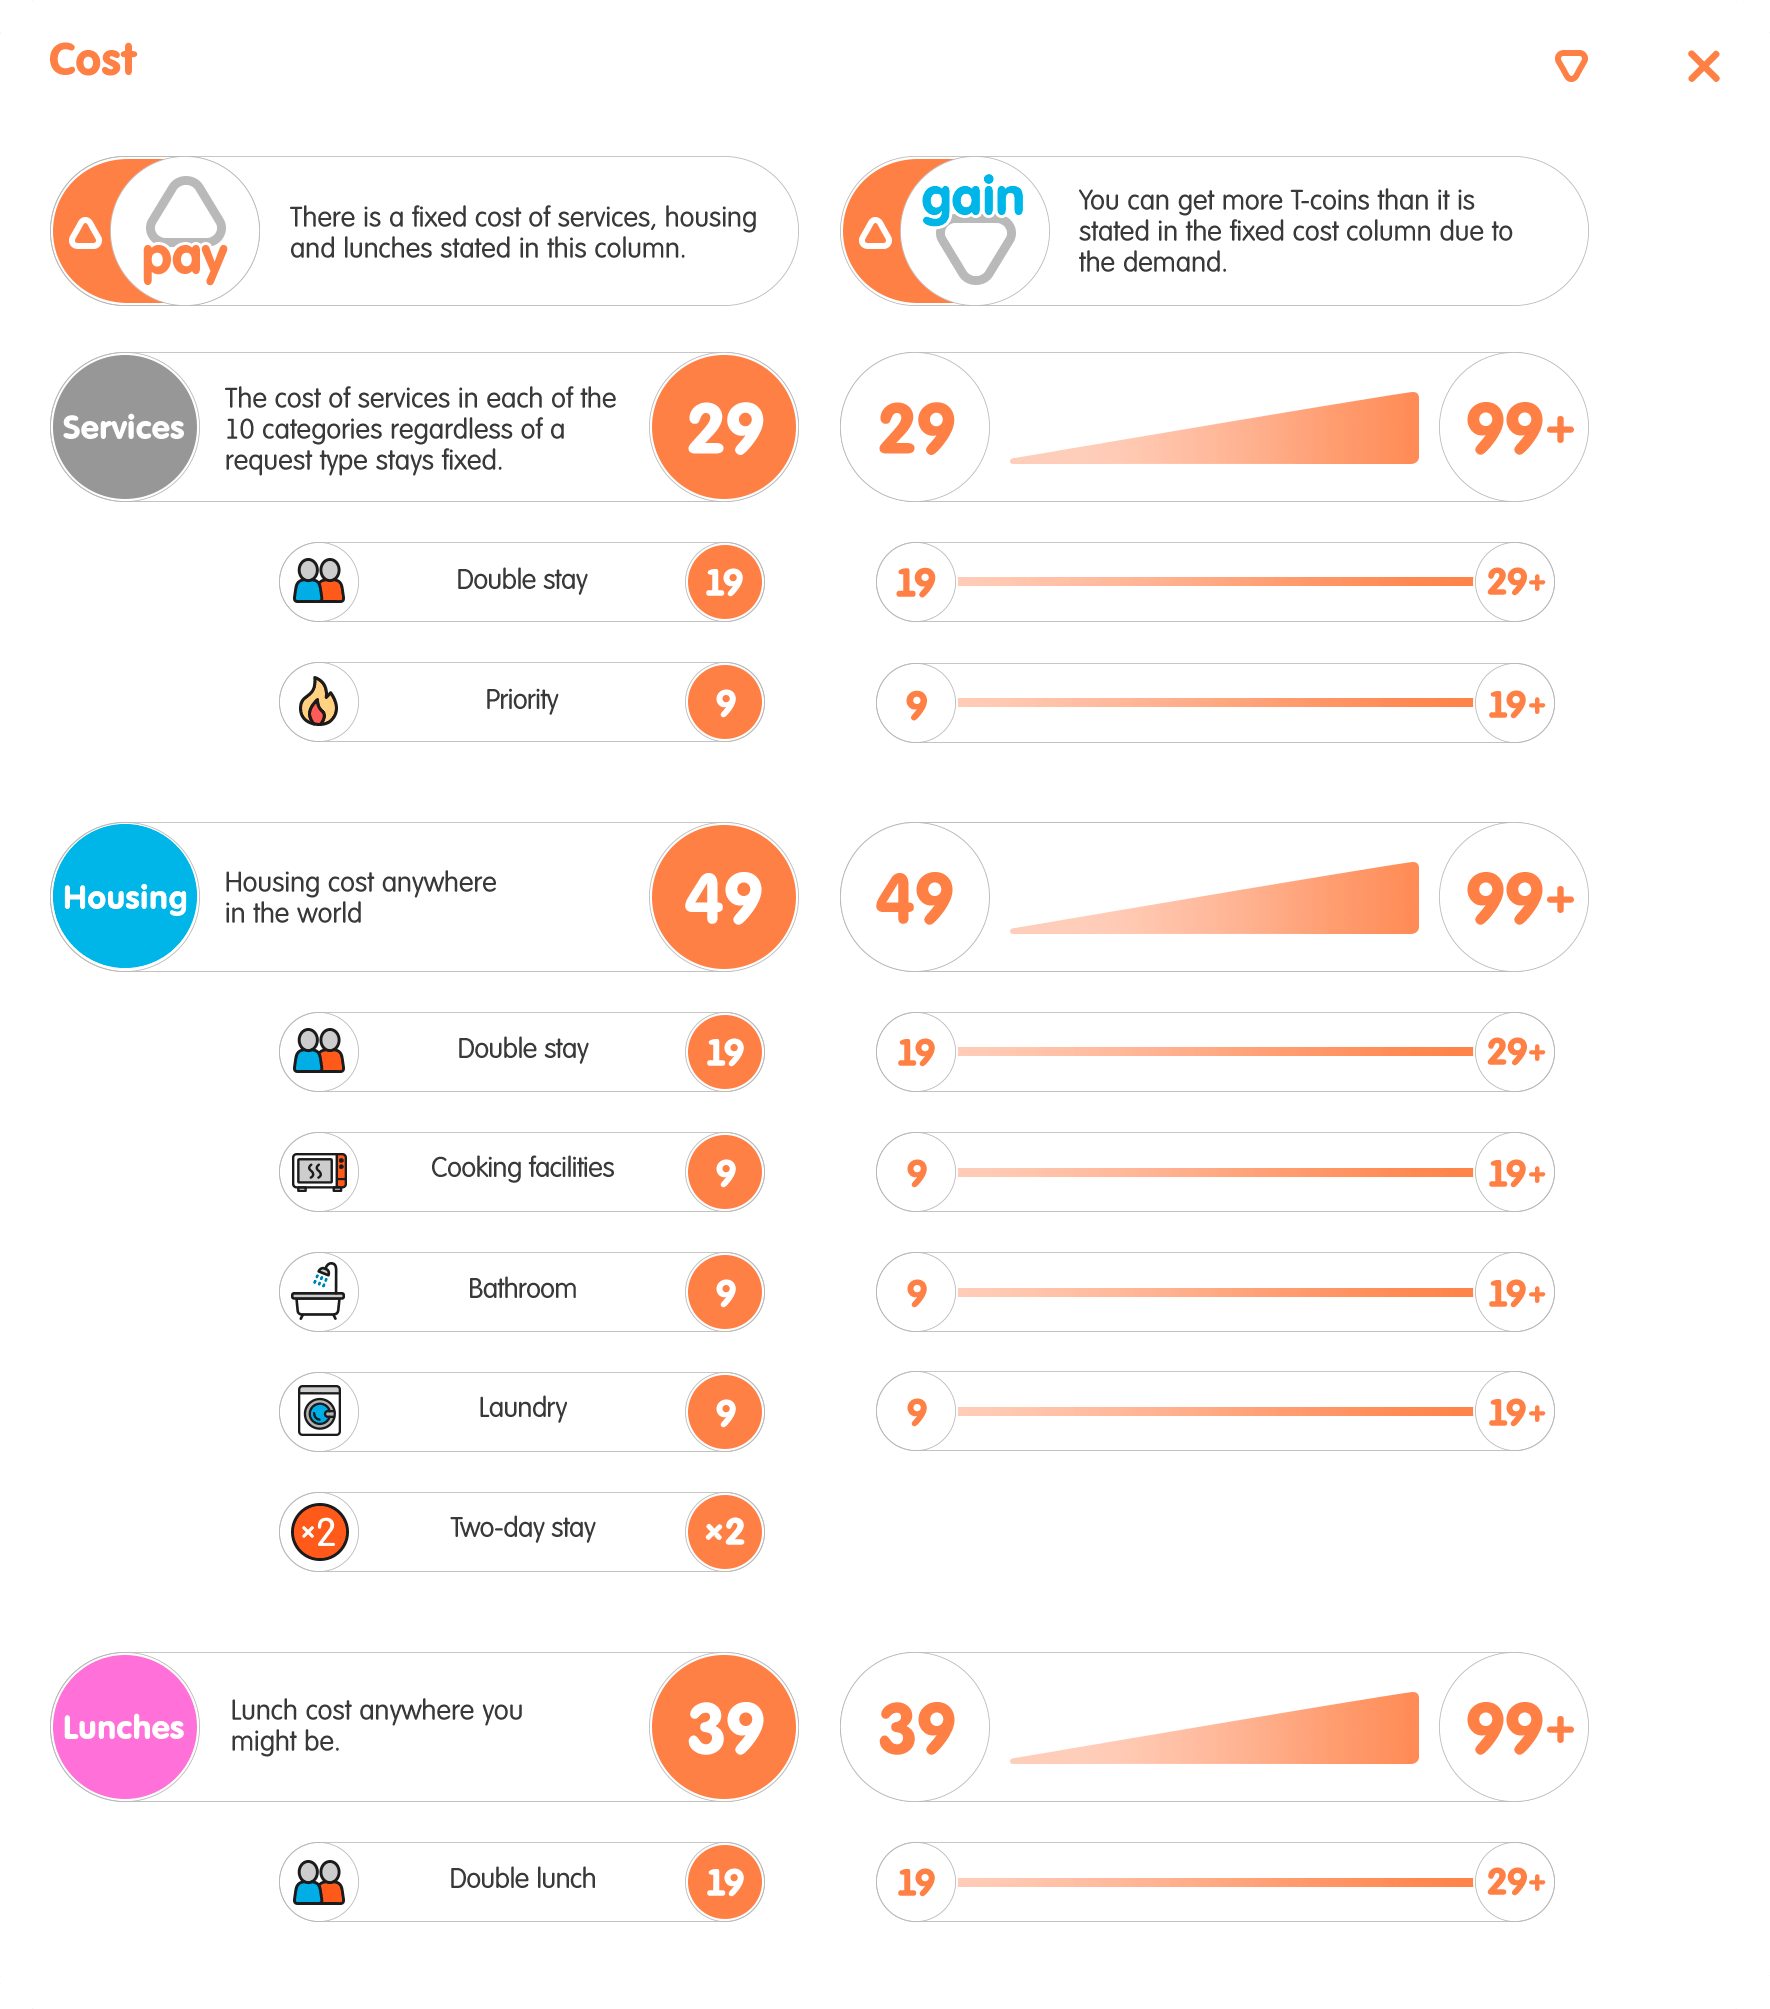 Cost
pay
There is a fixed cost of services, housing
and lunches stated in this column.
gain
You can get more T-coins than it is
stated in the fixed cost column due to
the demand.
Services
The cost of services in each of the
10 categories regardless of a
request type stays fixed.
29
29
99+
Double stay
19
19
29+
Priority
9
9
19+
Housing
Housing cost anywhere
in the world
49
49
99+
Double stay
19
19
29+
Cooking facilities
9
9
19+
Bathroom
9
9
19+
Laundry
9
9
19+
×2
Two-day stay
×2
Lunches
Lunch cost anywhere you
might be.
39
39
99+
Double lunch
19
19
29+